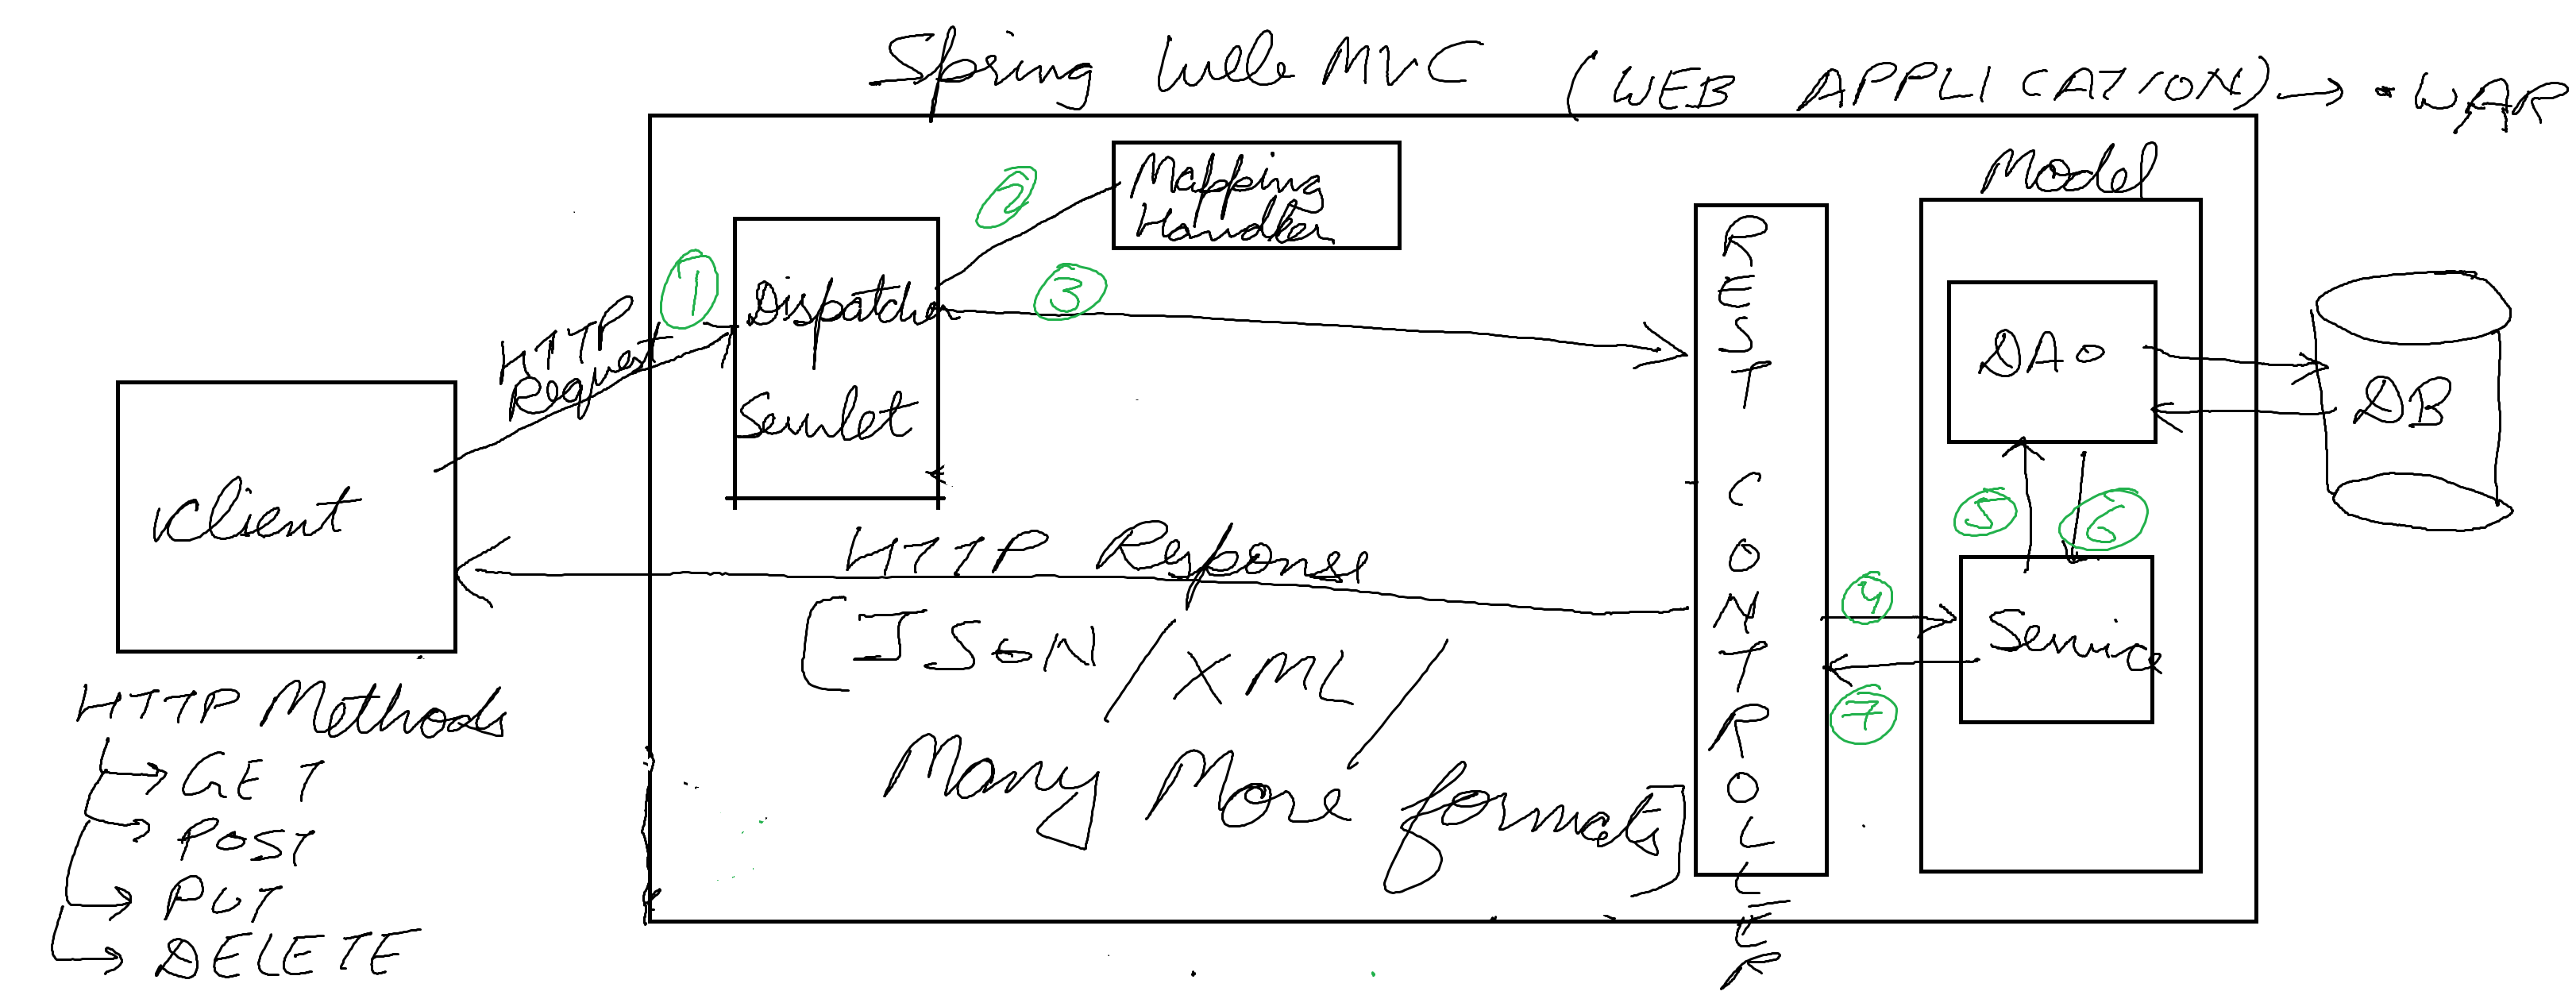 Spring Web MVC (WEB APPLICATION) → .WAR
Mapping
Handler
Model
2
1
3
Dispatcher
Servlet
HTTP
Request
REST CONTROLLER
DAO
DB
5
6
Client
HTTP Response
[JSON/XML/
Many More formats]
4
Service
7
HTTP Methods
GET
POST
PUT
DELETE